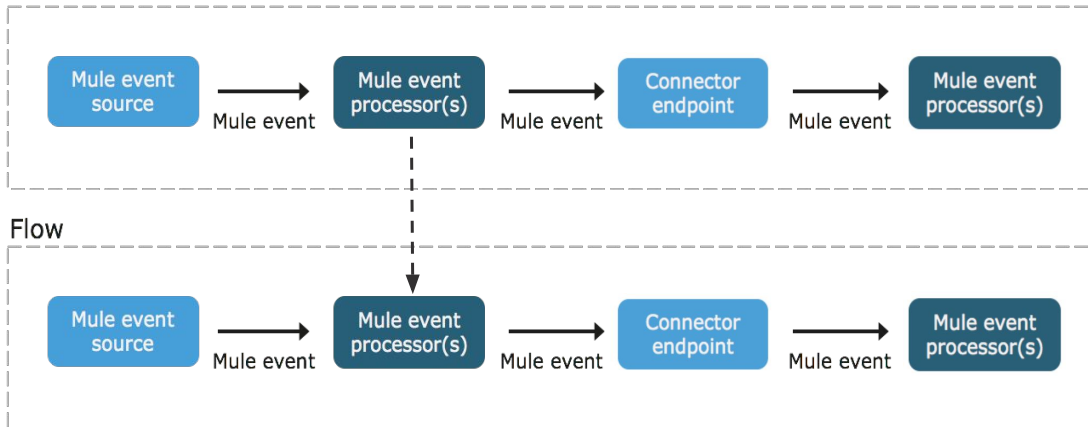 Mule event
source
Mule event
Mule event
processor(s)
Mule event
Connector
endpoint
Mule event
Mule event
processor(s)
Flow
Mule event
source
Mule event
Mule event
processor(s)
Mule event
Connector
endpoint
Mule event
Mule event
processor(s)